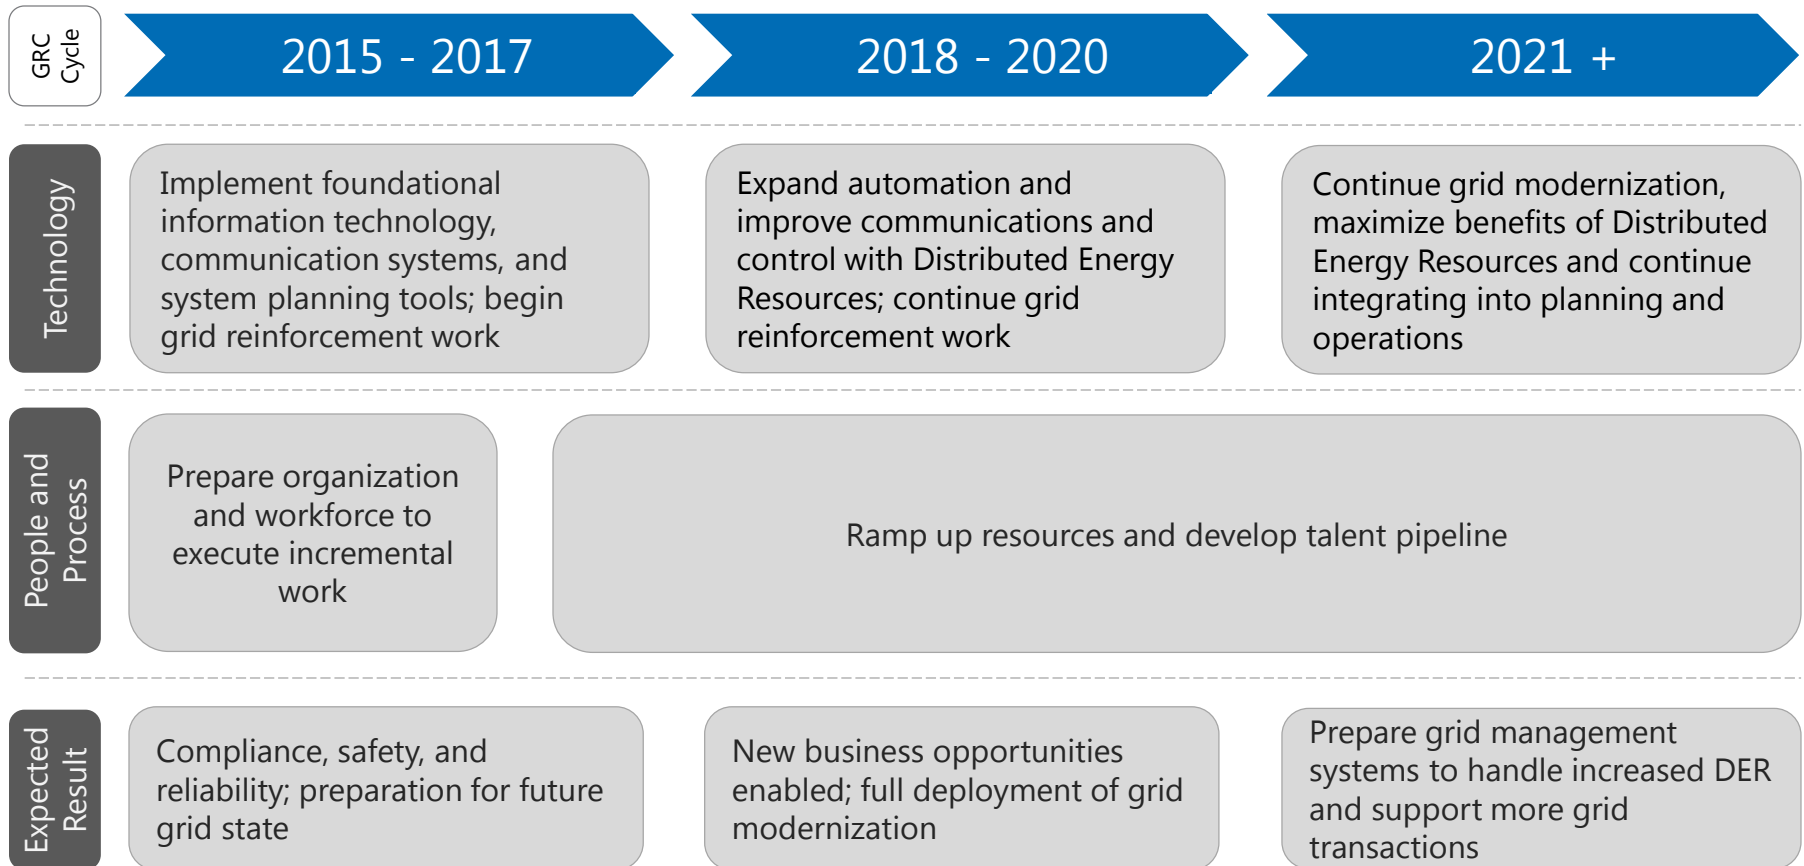 GRC
Cycle
2015 - 2017
2018 - 2020
2021 +
Technology
Implement foundational
information technology,
communication systems, and
system planning tools; begin
grid reinforcement work
Expand automation and
improve communications and
control with Distributed Energy
Resources; continue grid
reinforcement work
Continue grid modernization,
maximize benefits of Distributed
Energy Resources and continue
integrating into planning and
operations
People and
Process
Prepare organization
and workforce to
execute incremental
work
Ramp up resources and develop talent pipeline
Expected
Result
Compliance, safety, and
reliability; preparation for future
grid state
New business opportunities
enabled; full deployment of grid
modernization
Prepare grid management
systems to handle increased DER
and support more grid
transactions